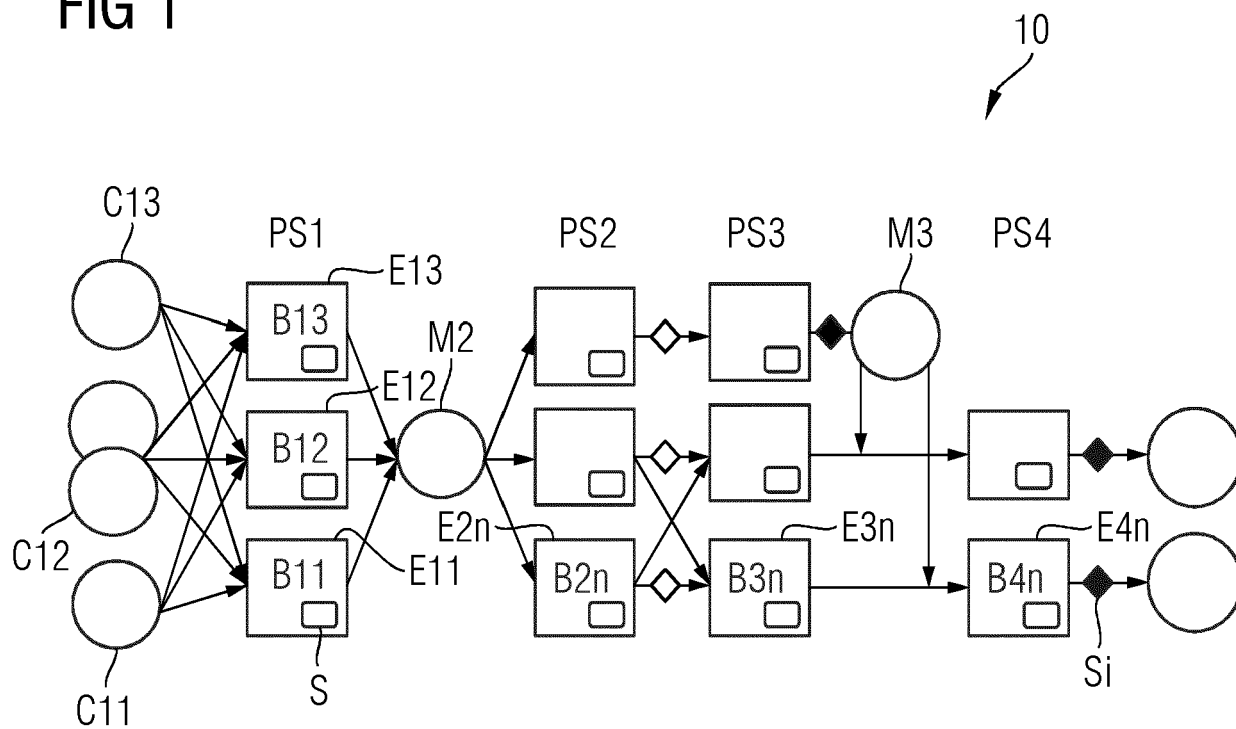 FIG 1
10
C13
PS1
PS2
PS3
M3
PS4
E13
B13
M2
E12
B12
C12
E2n
E3n
E4n
B11
E11
B2n
B3n
B4n
S
Si
C11